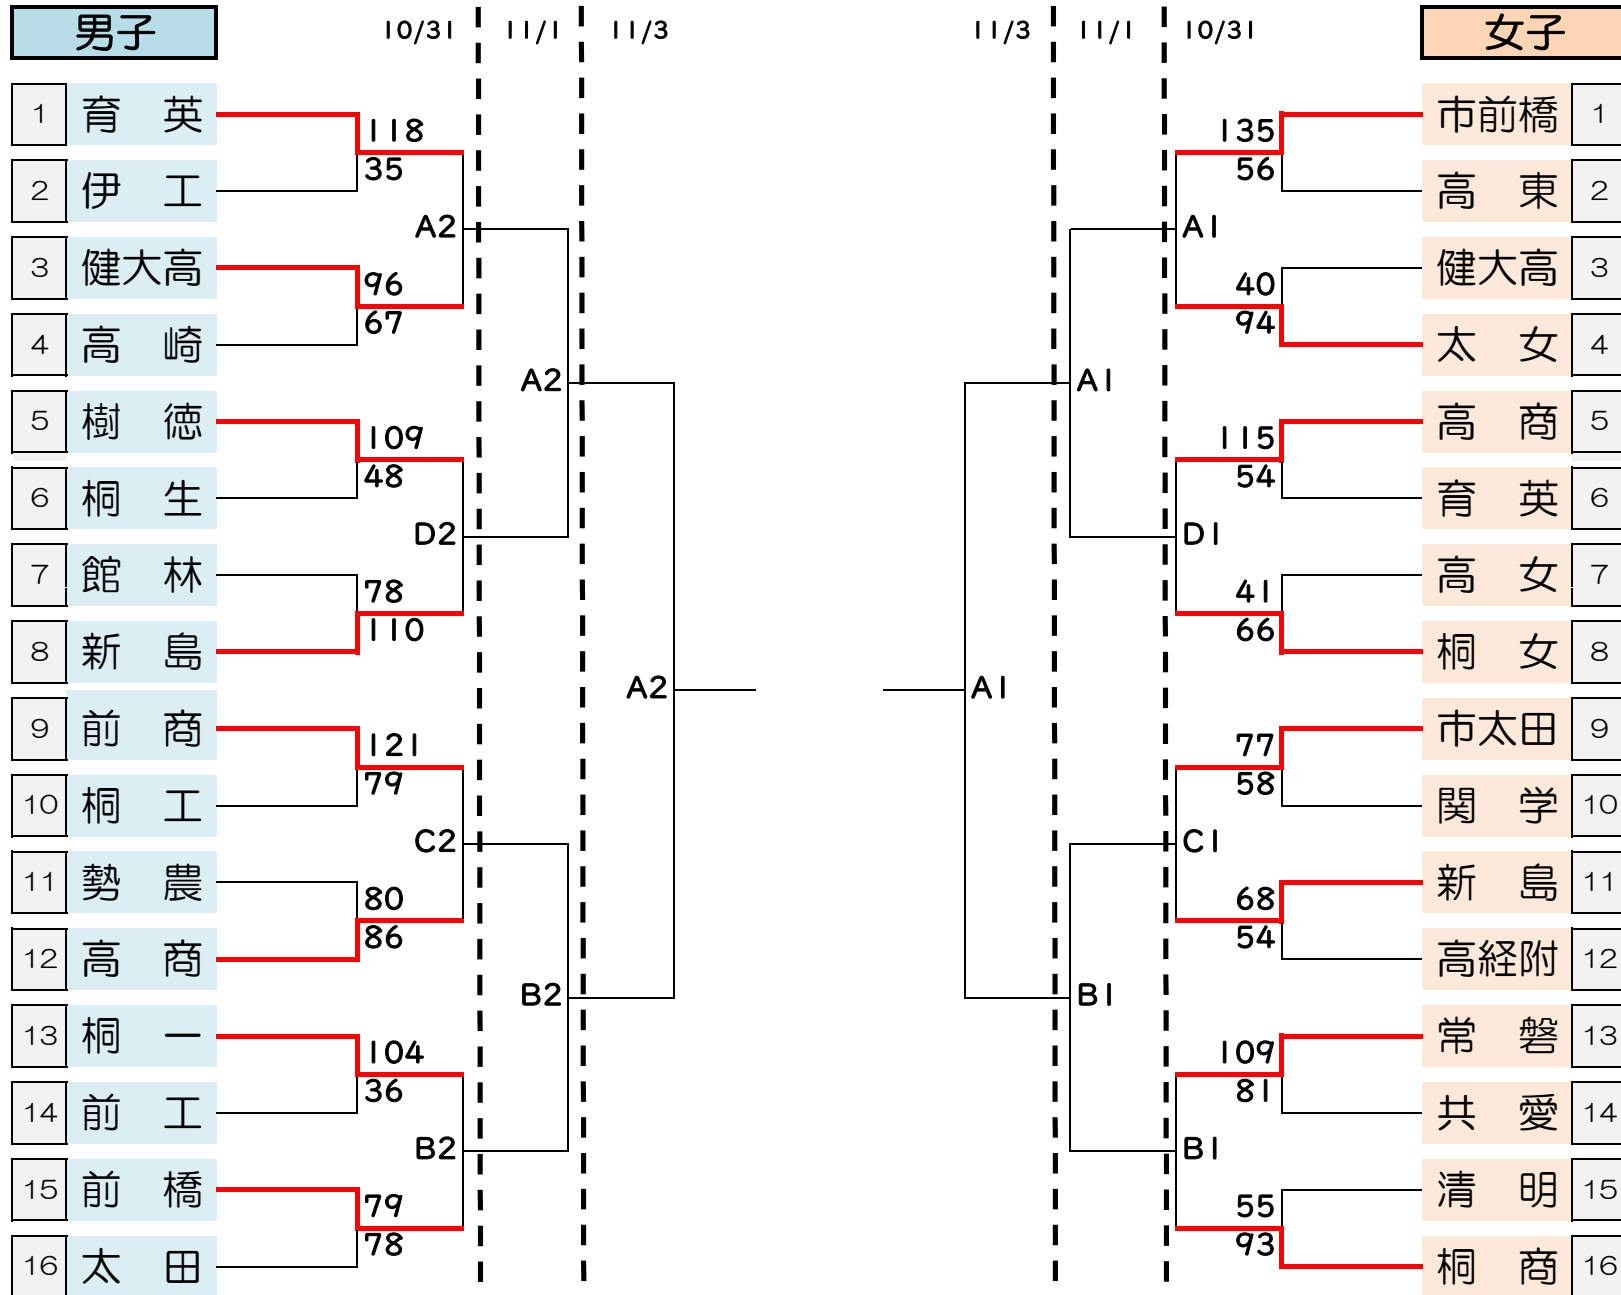 男子 10/31 11/1 11/3 11/3 11/1 10/31 女子
1 育 英 118 135 市前橋 1
2 伊 工 35 56 高 東 2
A2 A1
3 健大高 96 40 健大高 3
4 高 崎 67 94 太 女 4
A2 A1
5 樹 徳 109 115 高 商 5
6 桐 生 48 54 育 英 6
D2 D1
7 館 林 78 41 高 女 7
8 新 島 110 66 桐 女 8
A2 A1
9 前 商 121 77 市太田 9
10 桐 工 79 58 関 学 10
C2 C1
11 勢 農 80 68 新 島 11
12 高 商 86 54 高経附 12
B2 B1
13 桐 一 104 109 常 磐 13
14 前 工 36 81 共 愛 14
B2 B1
15 前 橋 79 55 清 明 15
16 太 田 78 93 桐 商 16